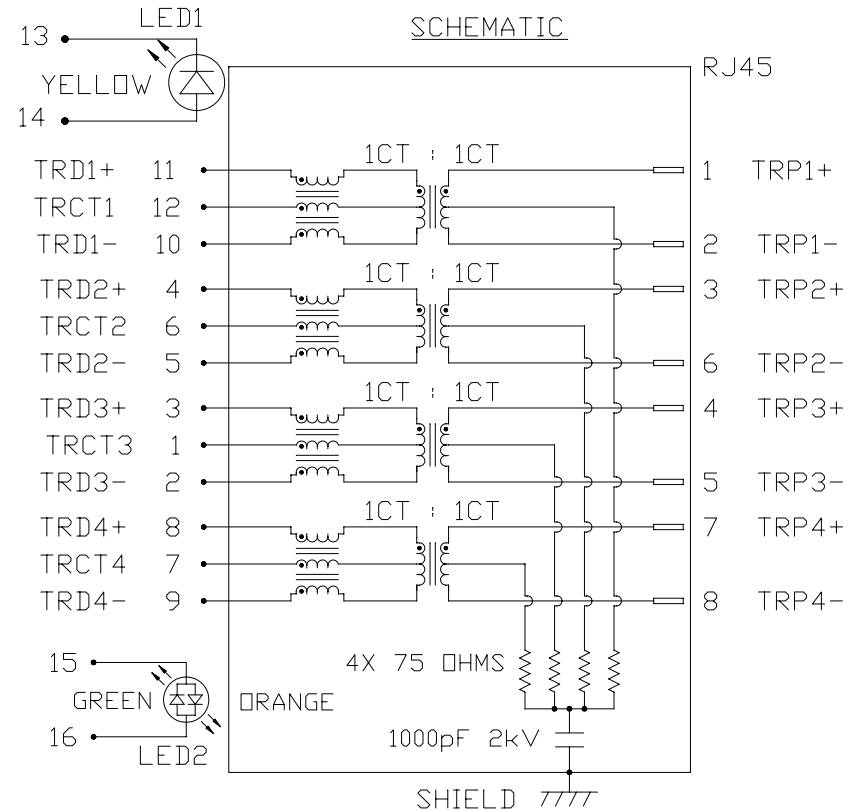 SCHEMATIC
LED1
13
YELLOW
14
RJ45
1CT : 1CT
TRD1+ 11 1 TRP1+
TRCT1 12
TRD1- 10 2 TRP1-
1CT : 1CT
TRD2+ 4 3 TRP2+
TRCT2 6
TRD2- 5 6 TRP2-
1CT : 1CT
TRD3+ 3 4 TRP3+
TRCT3 1
TRD3- 2 5 TRP3-
1CT : 1CT
TRD4+ 8 7 TRP4+
TRCT4 7
TRD4- 9 8 TRP4-
15
4X 75 OHMS
GREEN ORANGE
16
1000pF 2kV
LED2
SHIELD